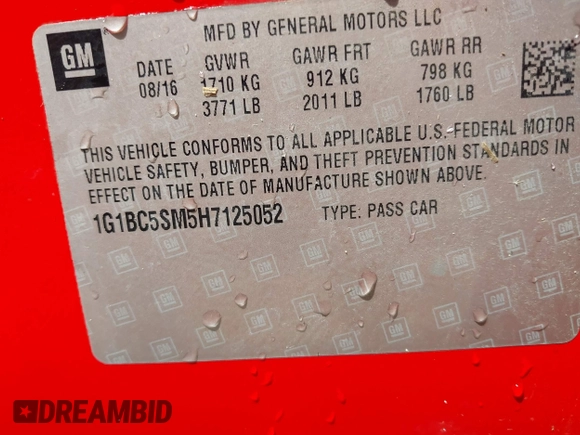 MFD BY GENERAL MOTORS LLC
GM
DATE GVWR GAWR FRT GAWR RR
08/16 1710 KG 912 KG 798 KG
3771 LB 2011 LB 1760 LB
THIS VEHICLE CONFORMS TO ALL APPLICABLE U.S. FEDERAL MOTOR
VEHICLE SAFETY, BUMPER, AND THEFT PREVENTION STANDARDS IN
EFFECT ON THE DATE OF MANUFACTURE SHOWN ABOVE.
1G1BC5SM5H7125052 TYPE: PASS CAR
DREAMBID